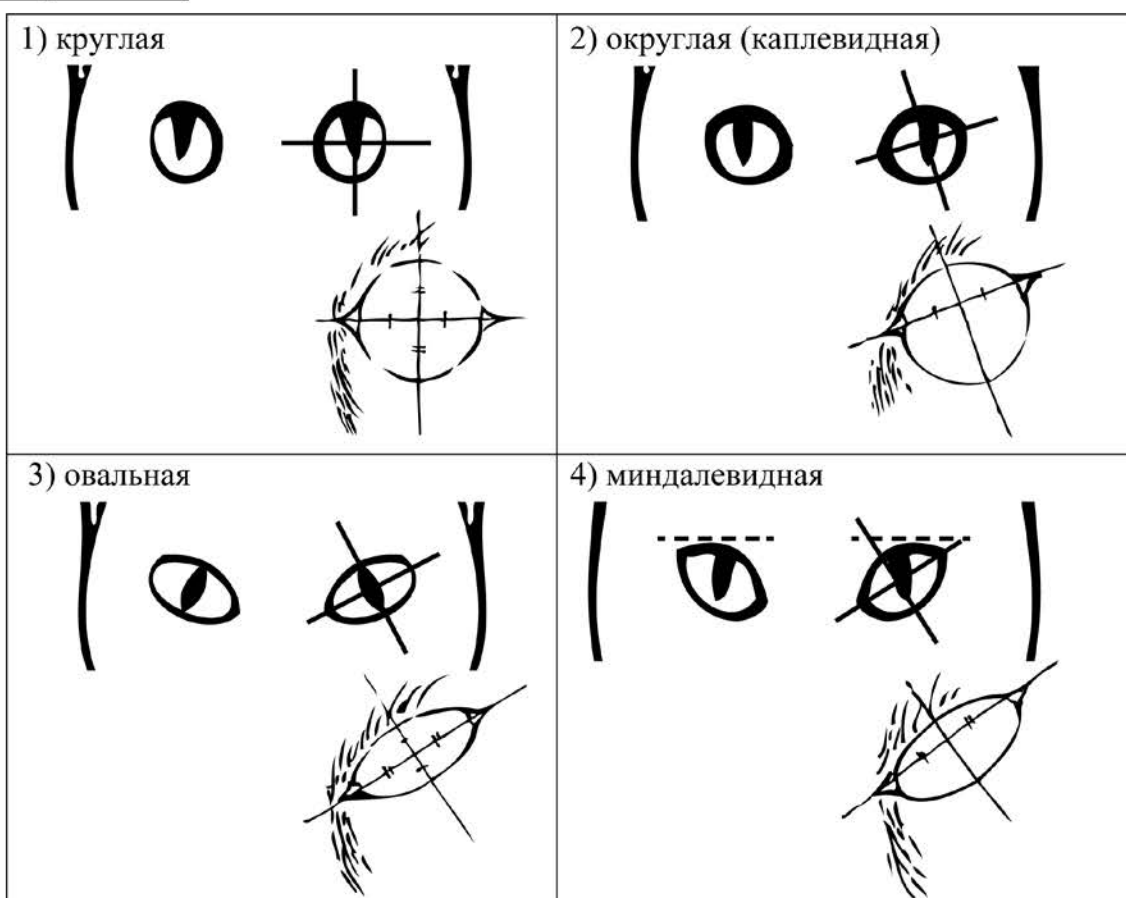 1) круглая
2) округлая (каплевидная)
3) овальная
4) миндалевидная